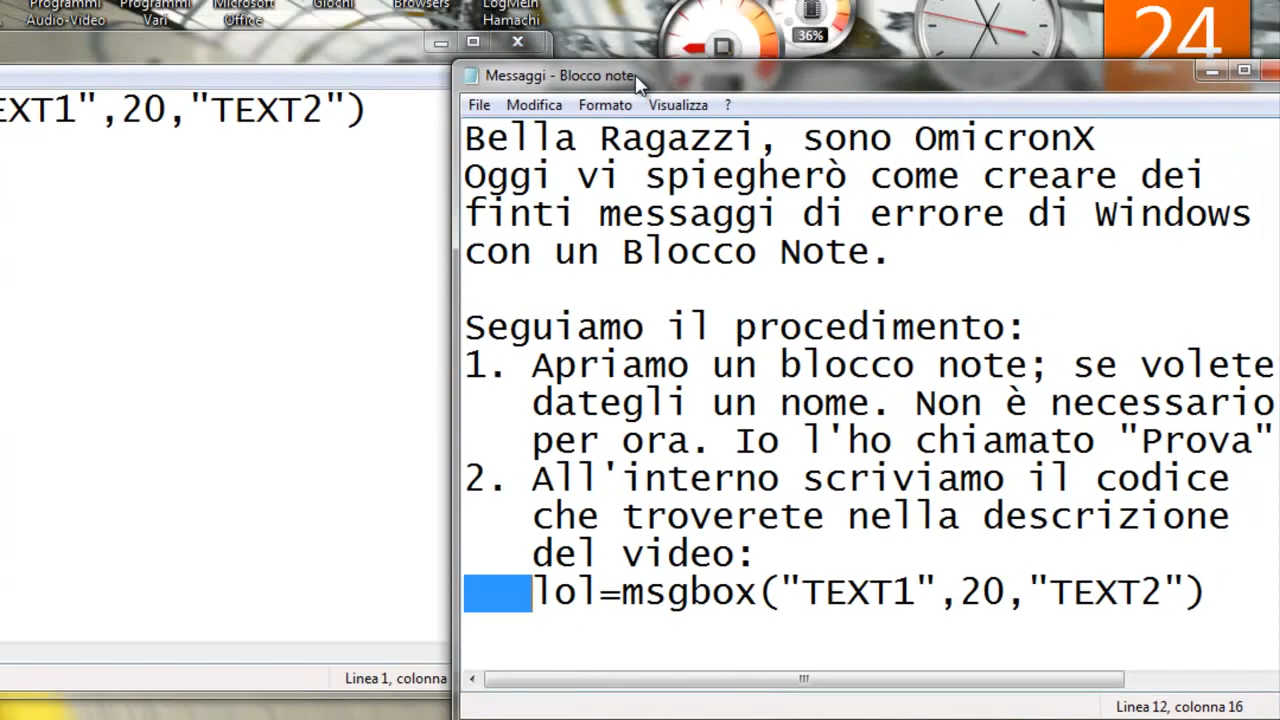 Programmi
Audio-Video
Programmi
Vari
Microsoft
Office
Giochi
Browsers
LogMeIn
Hamachi
36%
24
Messaggi - Blocco note
File Modifica Formato Visualizza ?
EXT1",20,"TEXT2")
Bella Ragazzi, sono OmicronX
Oggi vi spiegherò come creare dei
finti messaggi di errore di Windows
con un Blocco Note.
Seguiamo il procedimento:
1. Apriamo un blocco note; se volete
dategli un nome. Non è necessario
per ora. Io l'ho chiamato "Prova"
2. All'interno scriviamo il codice
che troverete nella descrizione
del video:
lol=msgbox("TEXT1",20,"TEXT2")
Linea 1, colonna
Linea 12, colonna 16